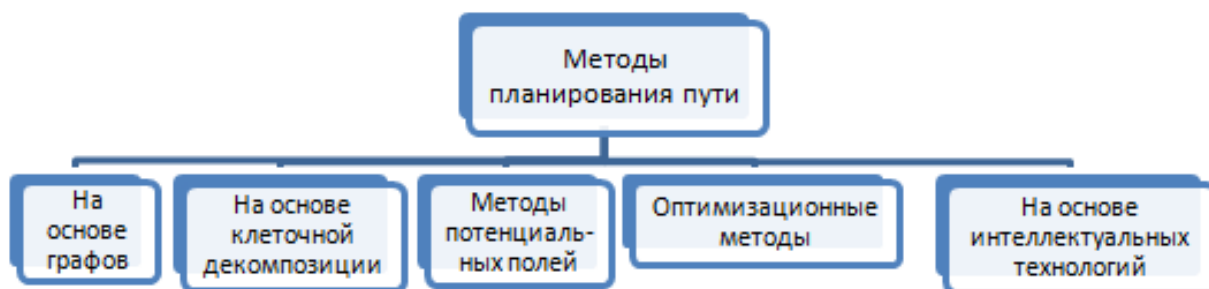 Методы
планирования пути
На
основе
графов
На основе
клеточной
декомпозиции
Методы
потенциаль-
ных полей
Оптимизационные
методы
На основе
интеллектуальных
технологий